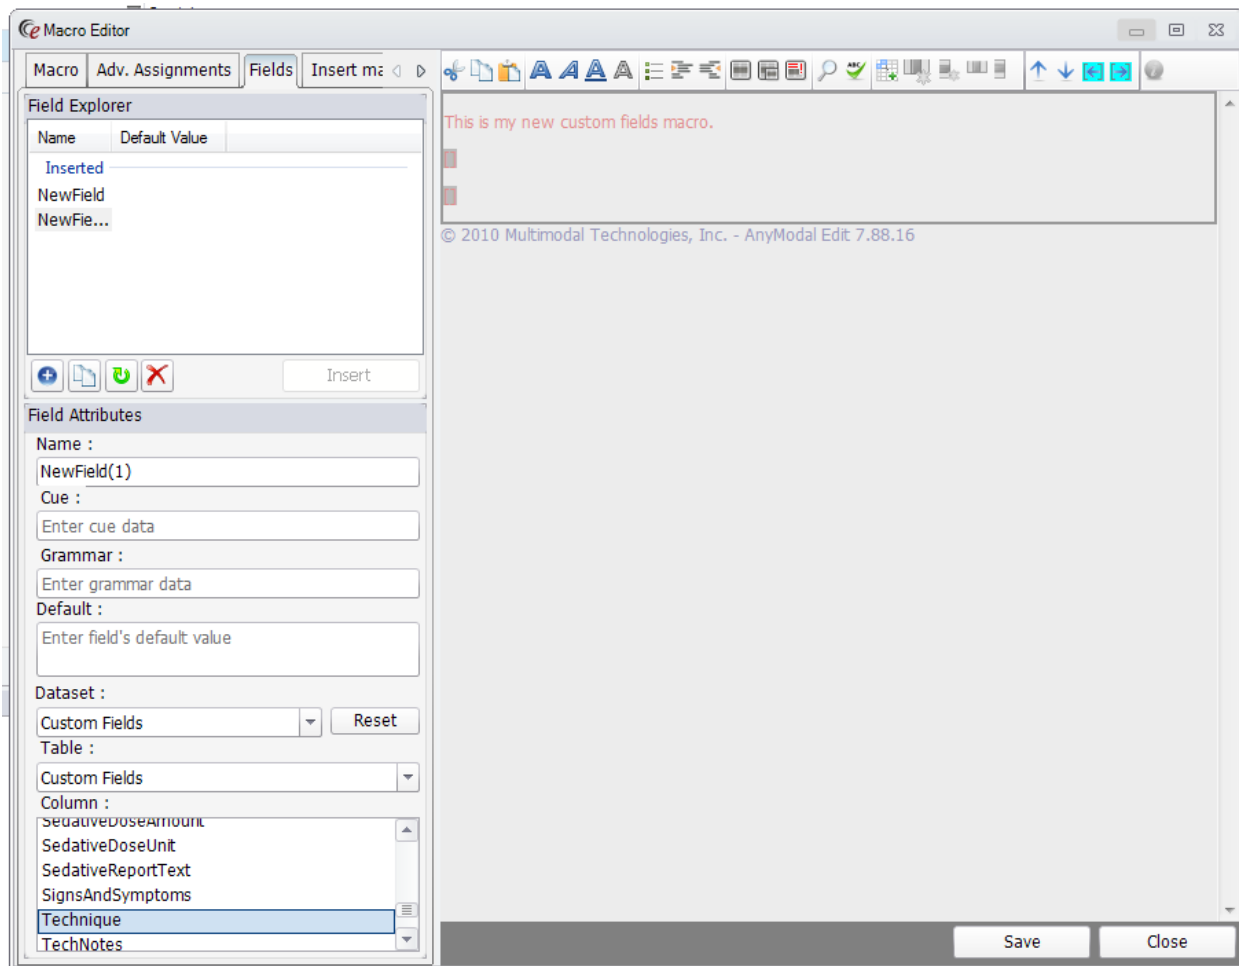 Macro Editor
Macro Adv. Assignments Fields Insert ma
Field Explorer
Name Default Value
Inserted
NewField
NewFie...
Insert
Field Attributes
Name :
NewField(1)
Cue :
Enter cue data
Grammar :
Enter grammar data
Default :
Enter field's default value
Dataset :
Custom Fields Reset
Table :
Custom Fields
Column :
SedativeDoseAmount
SedativeDoseUnit
SedativeReportText
SignsAndSymptoms
Technique
TechNotes
This is my new custom fields macro.
[]
[]
© 2010 Multimodal Technologies, Inc. - AnyModal Edit 7.88.16
Save Close